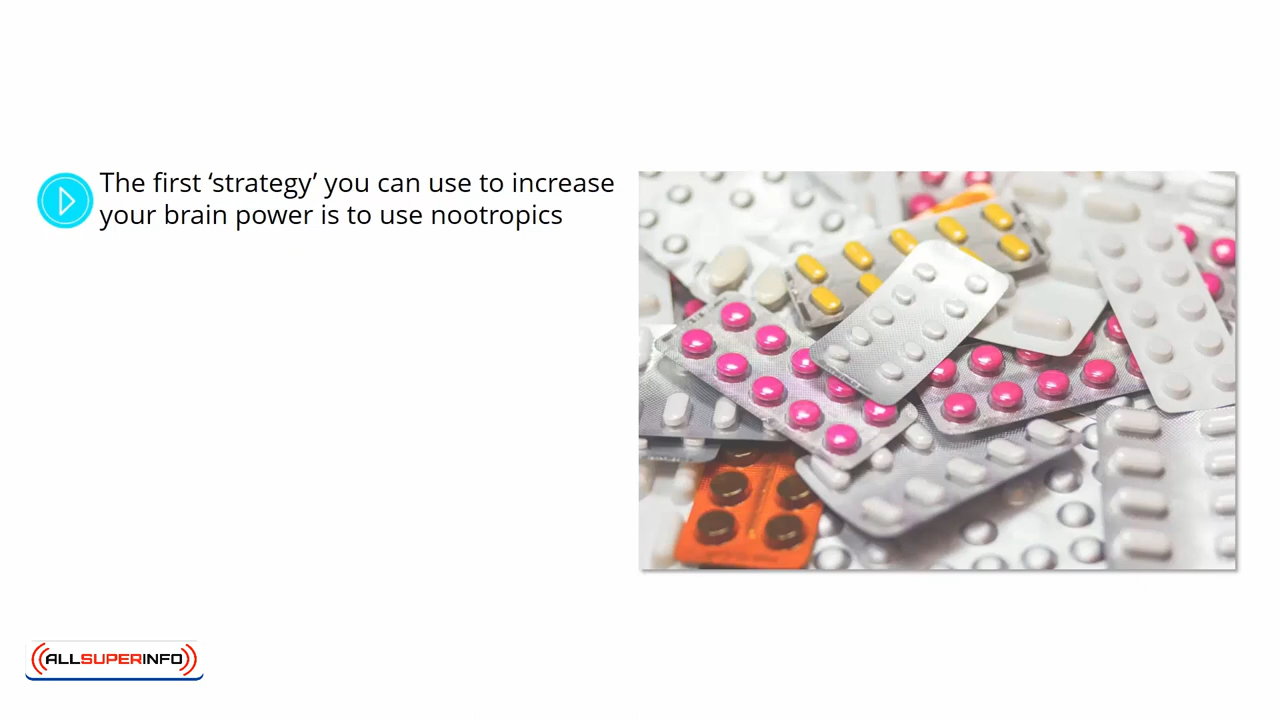 The first ‘strategy’ you can use to increase
your brain power is to use nootropics
ALLSUPERINFO